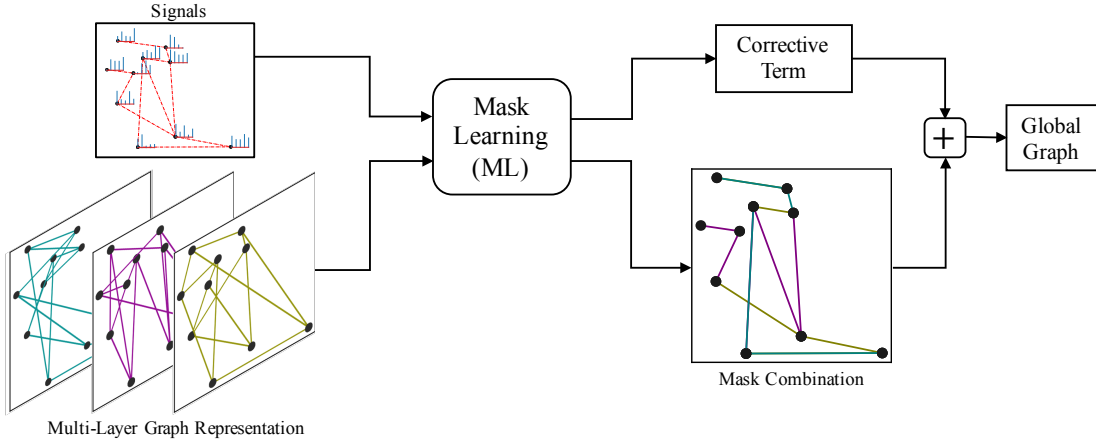 Signals
Corrective
Term
Mask
Learning
(ML)
+
Global
Graph
Mask Combination
Multi-Layer Graph Representation